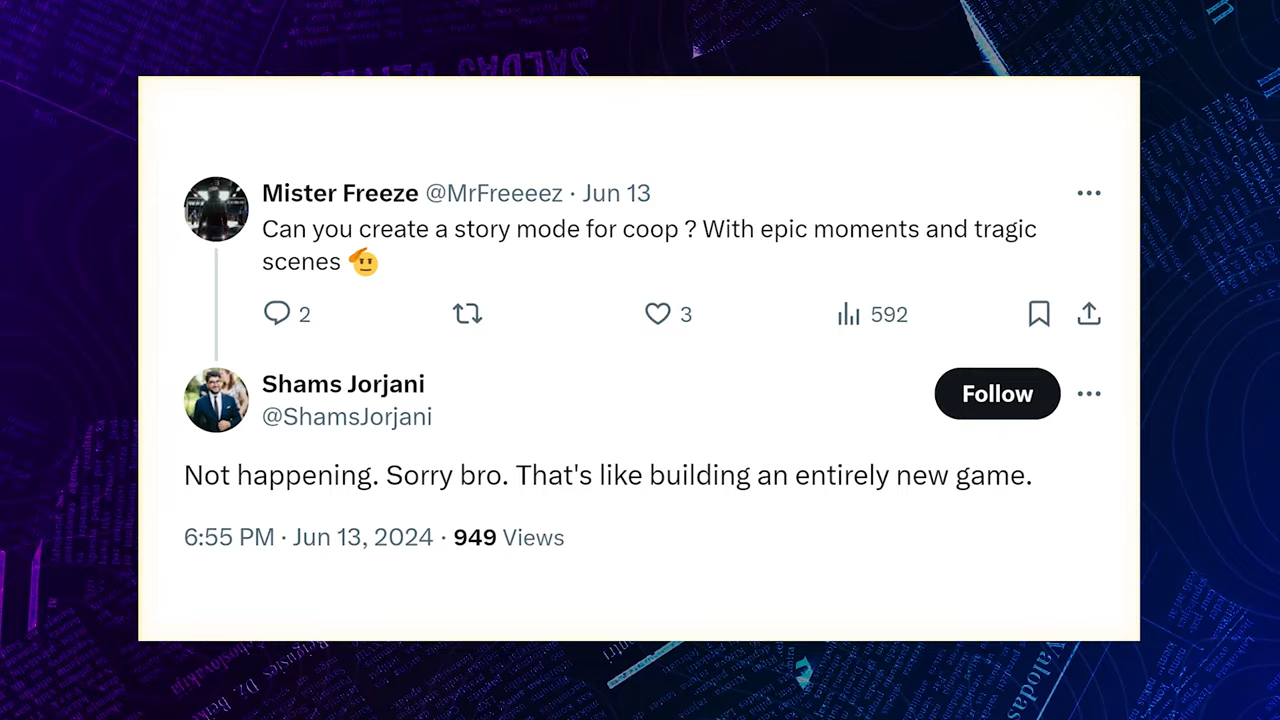 Mister Freeze @MrFreeeez · Jun 13
Can you create a story mode for coop ? With epic moments and tragic
scenes 🫡
2 3 592
Shams Jorjani
Follow
@ShamsJorjani
Not happening. Sorry bro. That's like building an entirely new game.
6:55 PM · Jun 13, 2024 · 949 Views